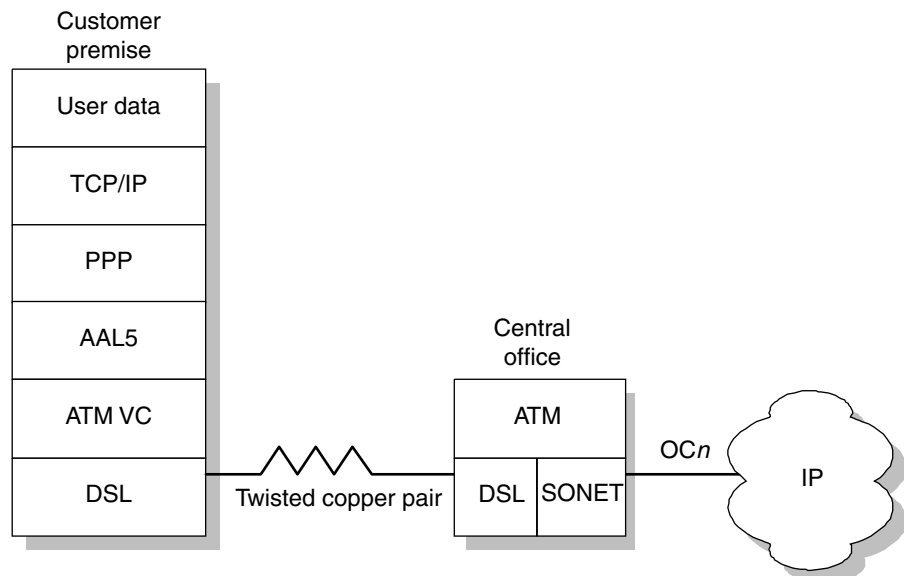 Customer
premise
User data
TCP/IP
PPP
AAL5
ATM VC
DSL
Twisted copper pair
Central
office
ATM
DSL
SONET
OCn
IP